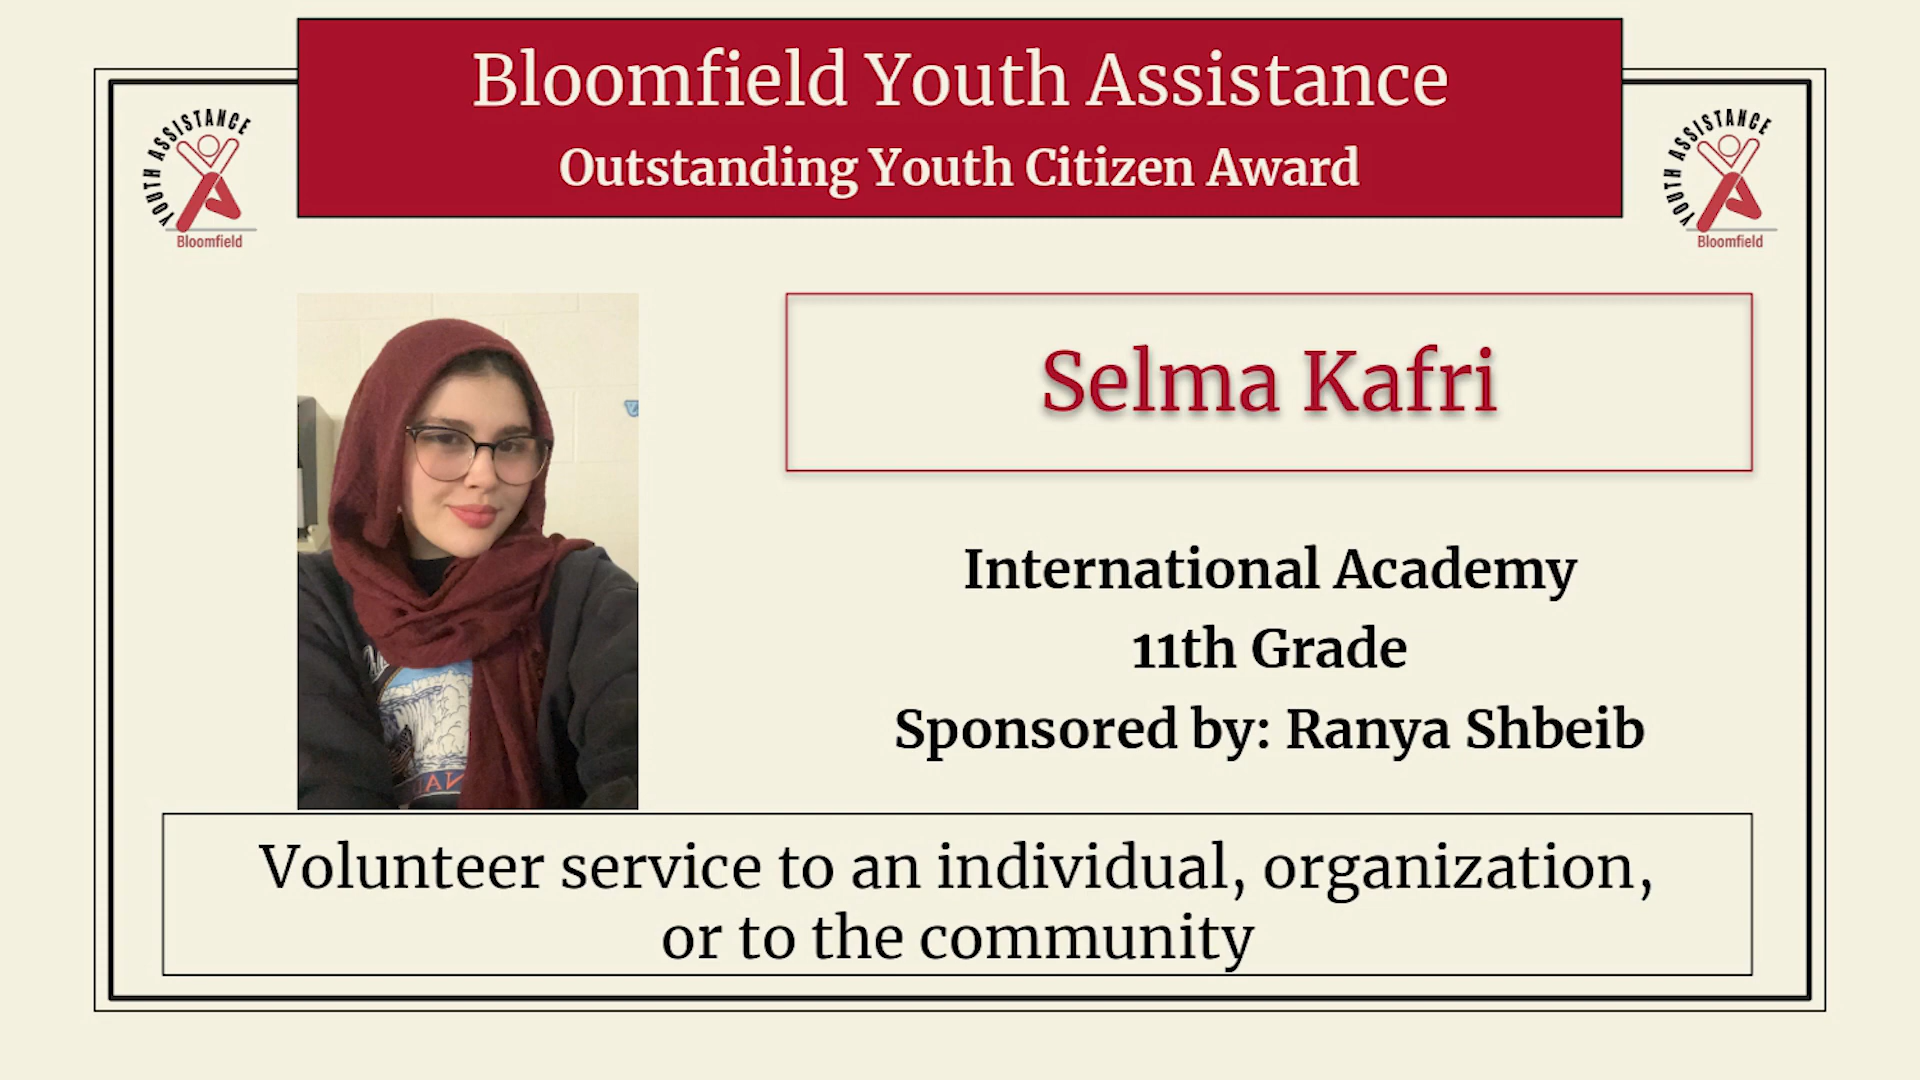 Bloomfield Youth Assistance
Outstanding Youth Citizen Award
YOUTH ASSISTANCE
Bloomfield
YOUTH ASSISTANCE
Bloomfield
Selma Kafri
International Academy
11th Grade
Sponsored by: Ranya Shbeib
Volunteer service to an individual, organization,
or to the community